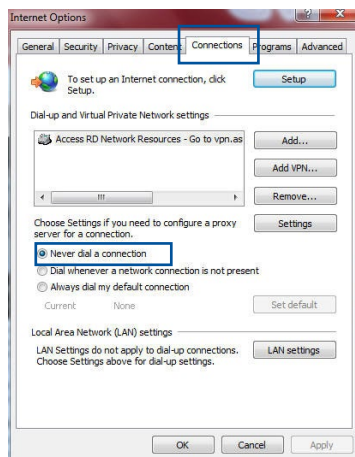 Internet Options
General Security Privacy Content Connections Programs Advanced
To set up an Internet connection, click
Setup.
Setup
Dial-up and Virtual Private Network settings
Access RD Network Resources - Go to vpn.as
Add...
Add VPN...
Remove...
Choose Settings if you need to configure a proxy
server for a connection.
Settings
Never dial a connection
Dial whenever a network connection is not present
Always dial my default connection
Current None
Set default
Local Area Network (LAN) settings
LAN Settings do not apply to dial-up connections.
Choose Settings above for dial-up settings.
LAN settings
OK Cancel Apply